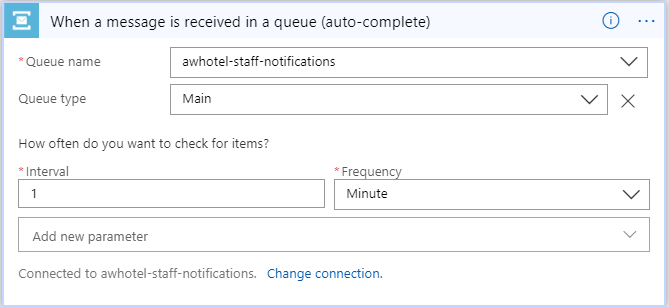 When a message is received in a queue (auto-complete)
* Queue name awhotel-staff-notifications
Queue type Main
How often do you want to check for items?
* Interval * Frequency
1 Minute
Add new parameter
Connected to awhotel-staff-notifications. Change connection.